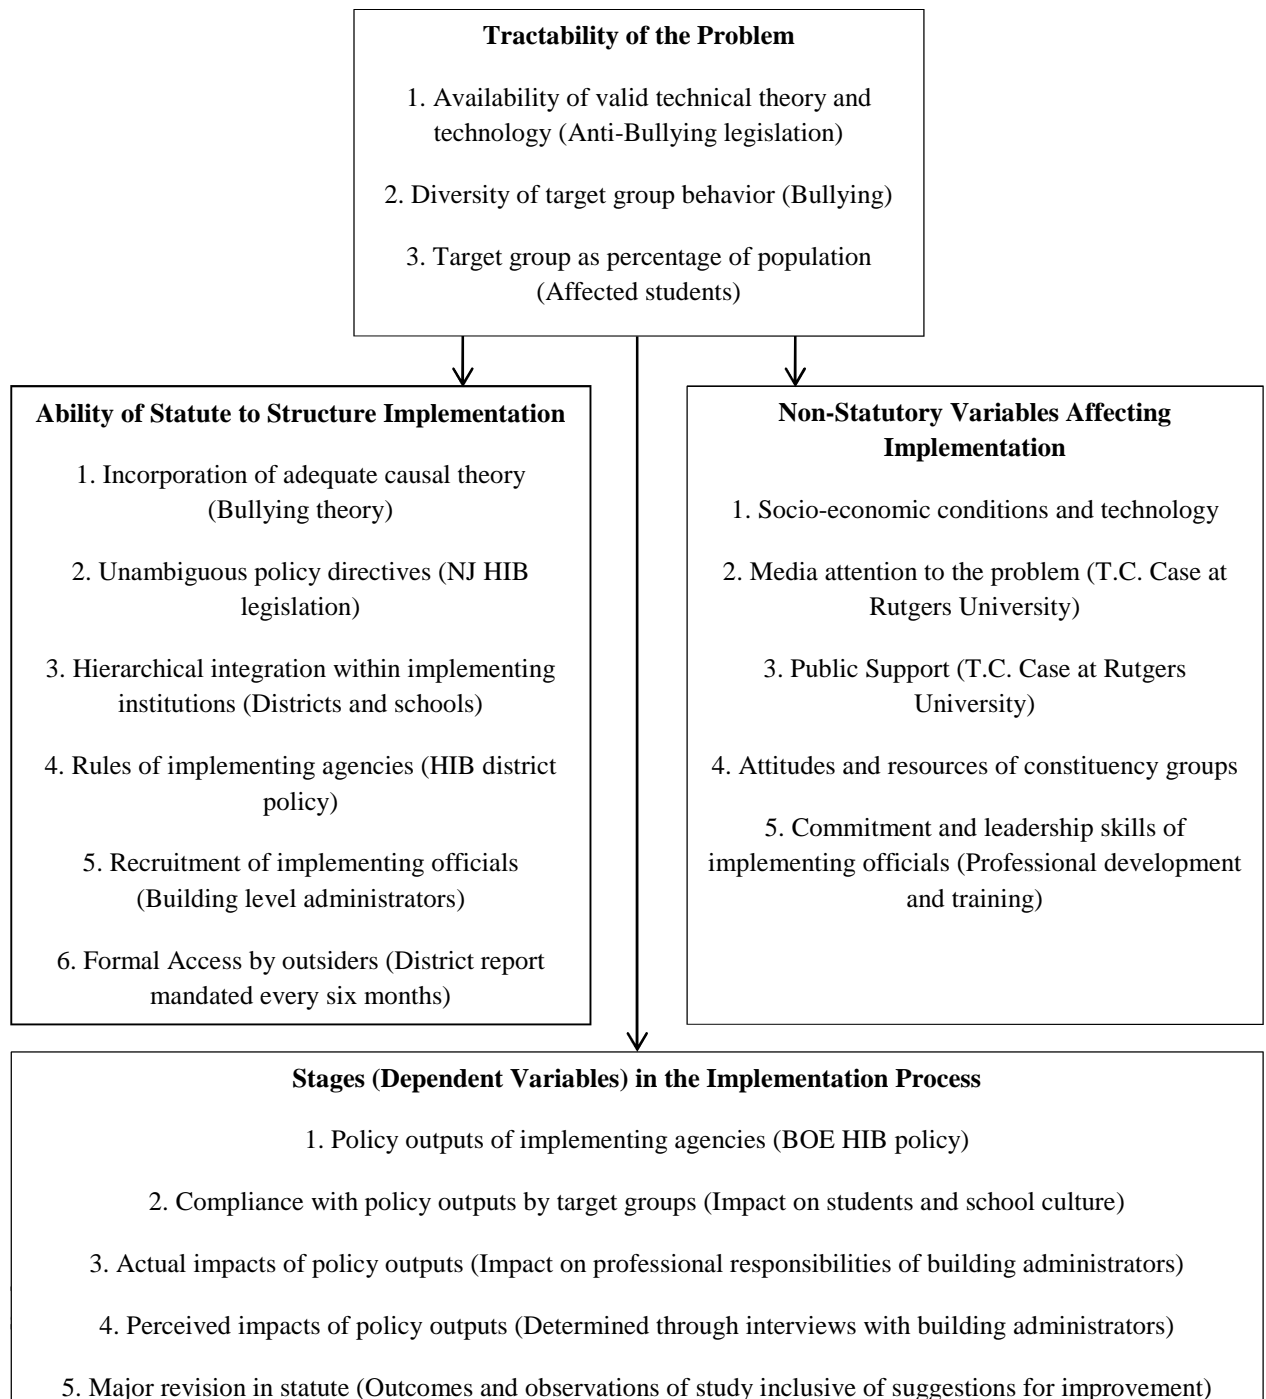 Tractability of the Problem
1. Availability of valid technical theory and
technology (Anti-Bullying legislation)
2. Diversity of target group behavior (Bullying)
3. Target group as percentage of population
(Affected students)
Ability of Statute to Structure Implementation
1. Incorporation of adequate causal theory
(Bullying theory)
2. Unambiguous policy directives (NJ HIB
legislation)
3. Hierarchical integration within implementing
institutions (Districts and schools)
4. Rules of implementing agencies (HIB district
policy)
5. Recruitment of implementing officials
(Building level administrators)
6. Formal Access by outsiders (District report
mandated every six months)
Non-Statutory Variables Affecting
Implementation
1. Socio-economic conditions and technology
2. Media attention to the problem (T.C. Case at
Rutgers University)
3. Public Support (T.C. Case at Rutgers
University)
4. Attitudes and resources of constituency groups
5. Commitment and leadership skills of
implementing officials (Professional development
and training)
Stages (Dependent Variables) in the Implementation Process
1. Policy outputs of implementing agencies (BOE HIB policy)
2. Compliance with policy outputs by target groups (Impact on students and school culture)
3. Actual impacts of policy outputs (Impact on professional responsibilities of building administrators)
4. Perceived impacts of policy outputs (Determined through interviews with building administrators)
5. Major revision in statute (Outcomes and observations of study inclusive of suggestions for improvement)